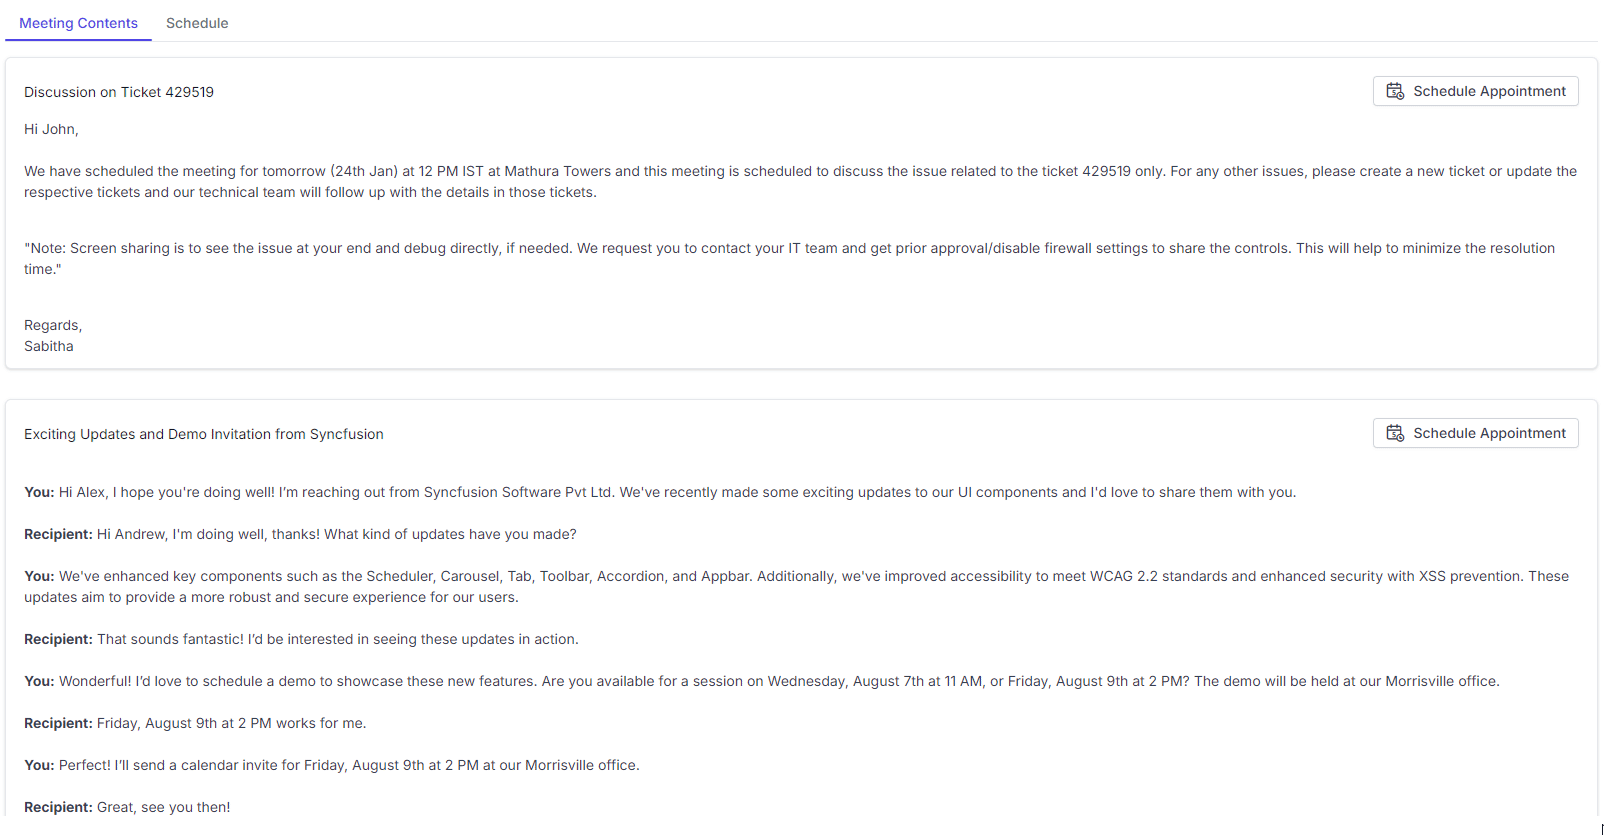 Meeting Contents Schedule
Discussion on Ticket 429519
Schedule Appointment
Hi John,
We have scheduled the meeting for tomorrow (24th Jan) at 12 PM IST at Mathura Towers and this meeting is scheduled to discuss the issue related to the ticket 429519 only. For any other issues, please create a new ticket or update the
respective tickets and our technical team will follow up with the details in those tickets.
"Note: Screen sharing is to see the issue at your end and debug directly, if needed. We request you to contact your IT team and get prior approval/disable firewall settings to share the controls. This will help to minimize the resolution
time."
Regards,
Sabitha
Exciting Updates and Demo Invitation from Syncfusion
Schedule Appointment
You: Hi Alex, I hope you're doing well! I’m reaching out from Syncfusion Software Pvt Ltd. We've recently made some exciting updates to our UI components and I'd love to share them with you.
Recipient: Hi Andrew, I'm doing well, thanks! What kind of updates have you made?
You: We've enhanced key components such as the Scheduler, Carousel, Tab, Toolbar, Accordion, and Appbar. Additionally, we've improved accessibility to meet WCAG 2.2 standards and enhanced security with XSS prevention. These
updates aim to provide a more robust and secure experience for our users.
Recipient: That sounds fantastic! I’d be interested in seeing these updates in action.
You: Wonderful! I’d love to schedule a demo to showcase these new features. Are you available for a session on Wednesday, August 7th at 11 AM, or Friday, August 9th at 2 PM? The demo will be held at our Morrisville office.
Recipient: Friday, August 9th at 2 PM works for me.
You: Perfect! I’ll send a calendar invite for Friday, August 9th at 2 PM at our Morrisville office.
Recipient: Great, see you then!